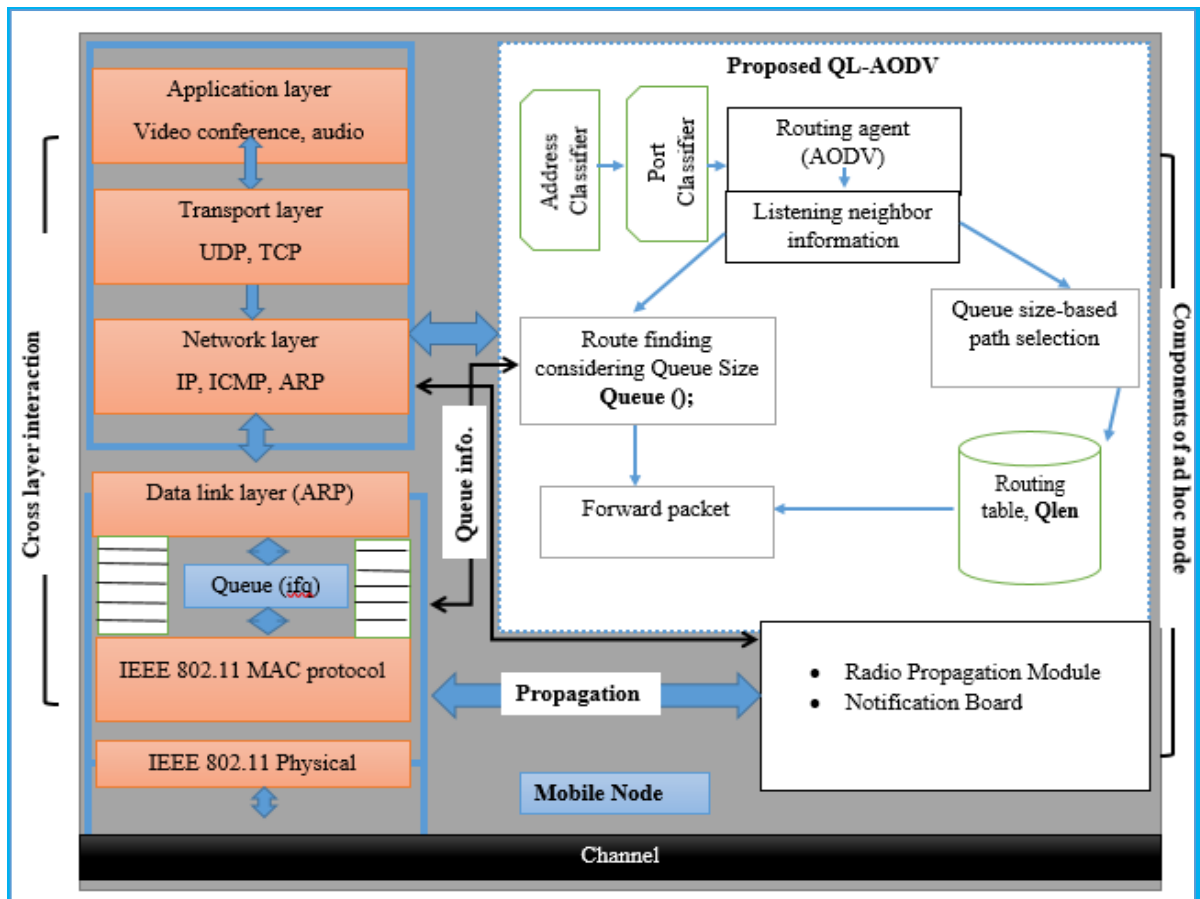 Cross layer interaction
Application layer
Video conference, audio
Transport layer
UDP, TCP
Network layer
IP, ICMP, ARP
Data link layer (ARP)
Queue (ifq)
IEEE 802.11 MAC protocol
IEEE 802.11 Physical
Queue info.
Proposed QL-AODV
Address
Classifier
Port
Classifier
Routing agent
(AODV)
Listening neighbor
information
Route finding
considering Queue Size
Queue ();
Queue size-based
path selection
Forward packet
Routing
table, Qlen
Components of ad hoc node
Propagation
• Radio Propagation Module
• Notification Board
Mobile Node
Channel